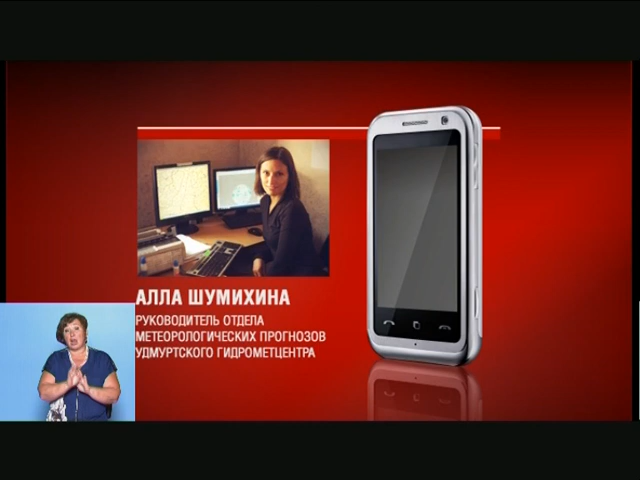 АЛЛА ШУМИХИНА
РУКОВОДИТЕЛЬ ОТДЕЛА
МЕТЕОРОЛОГИЧЕСКИХ ПРОГНОЗОВ
УДМУРТСКОГО ГИДРОМЕТЦЕНТРА